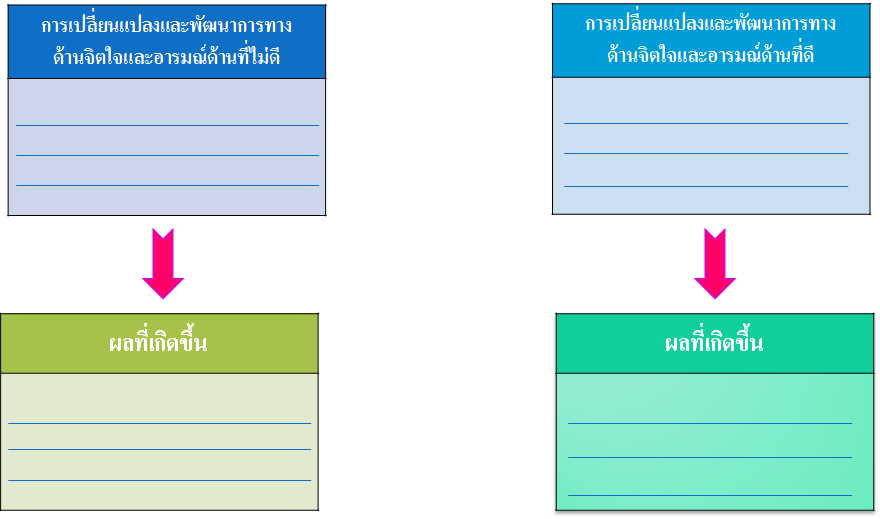 การเปลี่ยนแปลงและพัฒนาการทาง
ด้านจิตใจและอารมณ์ด้านที่ไม่ดี
การเปลี่ยนแปลงและพัฒนาการทาง
ด้านจิตใจและอารมณ์ด้านที่ดี
ผลที่เกิดขึ้น
ผลที่เกิดขึ้น